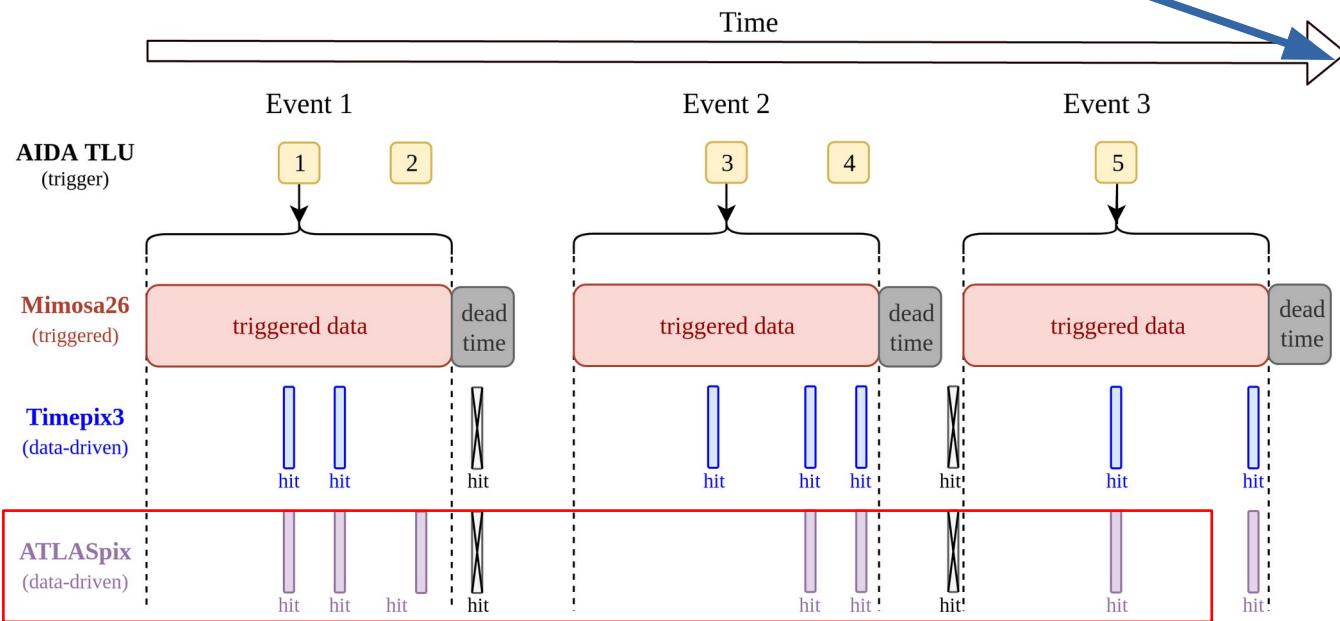 Time
Event 1
Event 2
Event 3
AIDA TLU
(trigger)
1
2
3
4
5
Mimosa26
(triggered)
triggered data
dead
time
triggered data
dead
time
triggered data
dead
time
Timepix3
(data-driven)
hit
hit
hit
hit
hit
hit
hit
hit
hit
ATLASpix
(data-driven)
hit
hit
hit
hit
hit
hit
hit
hit
hit